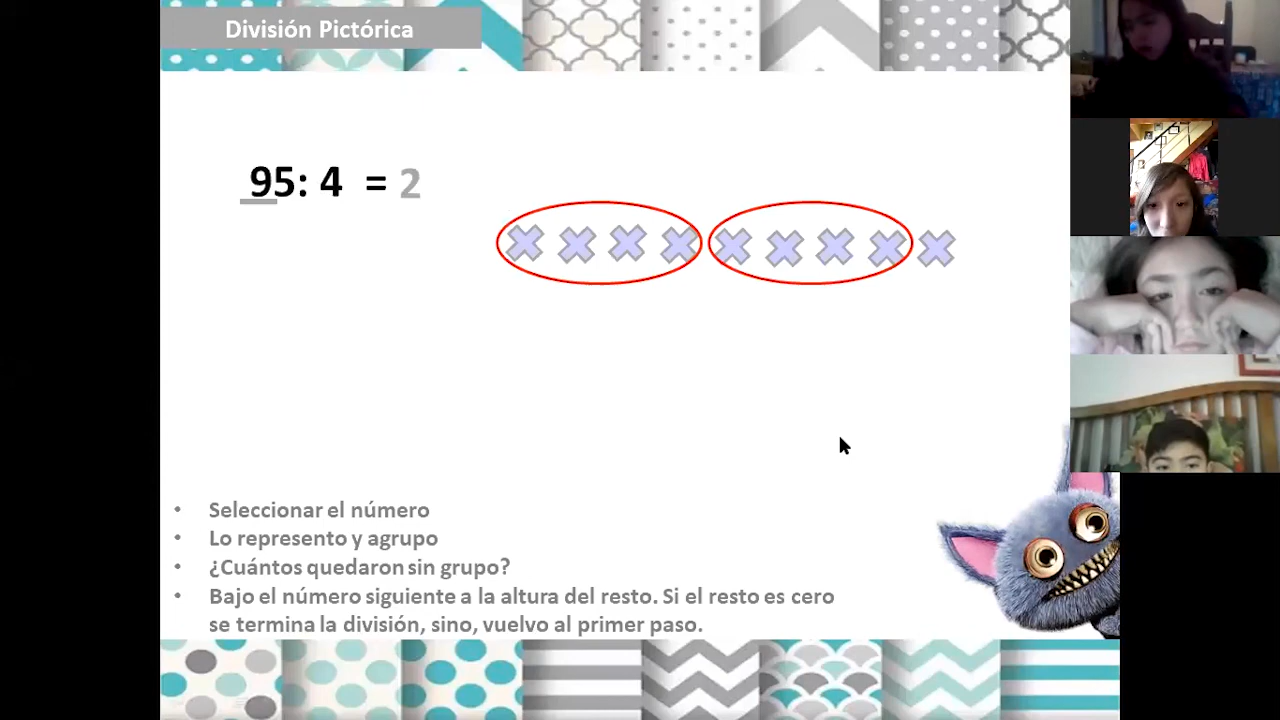 División Pictórica
95: 4 = 2
• Seleccionar el número
• Lo represento y agrupo
• ¿Cuántos quedaron sin grupo?
• Bajo el número siguiente a la altura del resto. Si el resto es cero
se termina la división, sino, vuelvo al primer paso.